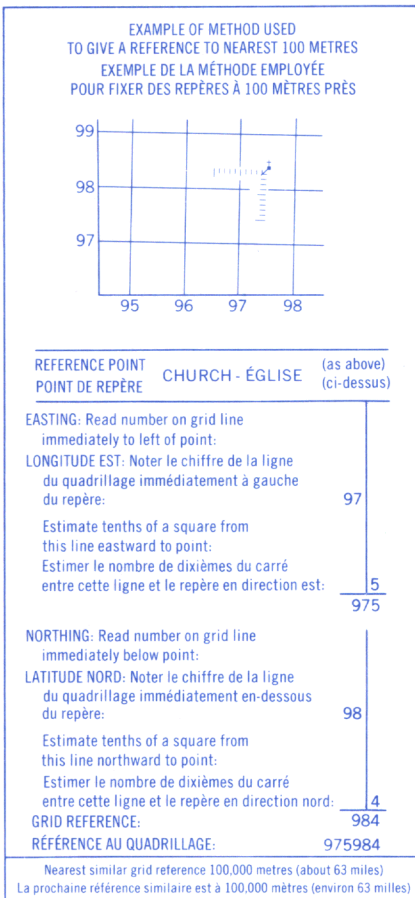 EXAMPLE OF METHOD USED
TO GIVE A REFERENCE TO NEAREST 100 METRES
EXEMPLE DE LA MÉTHODE EMPLOYÉE
POUR FIXER DES REPÈRES À 100 MÈTRES PRÈS
99
98
97
95 96 97 98
REFERENCE POINT
POINT DE REPÈRE
CHURCH - ÉGLISE
(as above)
(ci-dessus)
EASTING: Read number on grid line
immediately to left of point:
LONGITUDE EST: Noter le chiffre de la ligne
du quadrillage immédiatement à gauche
du repère: 97
Estimate tenths of a square from
this line eastward to point:
Estimer le nombre de dixièmes du carré
entre cette ligne et le repère en direction est: 5
975
NORTHING: Read number on grid line
immediately below point:
LATITUDE NORD: Noter le chiffre de la ligne
du quadrillage immédiatement en-dessous
du repère: 98
Estimate tenths of a square from
this line northward to point:
Estimer le nombre de dixièmes du carré
entre cette ligne et le repère en direction nord: 4
GRID REFERENCE: 984
RÉFÉRENCE AU QUADRILLAGE: 975984
Nearest similar grid reference 100,000 metres (about 63 miles)
La prochaine référence similaire est à 100,000 mètres (environ 63 milles)